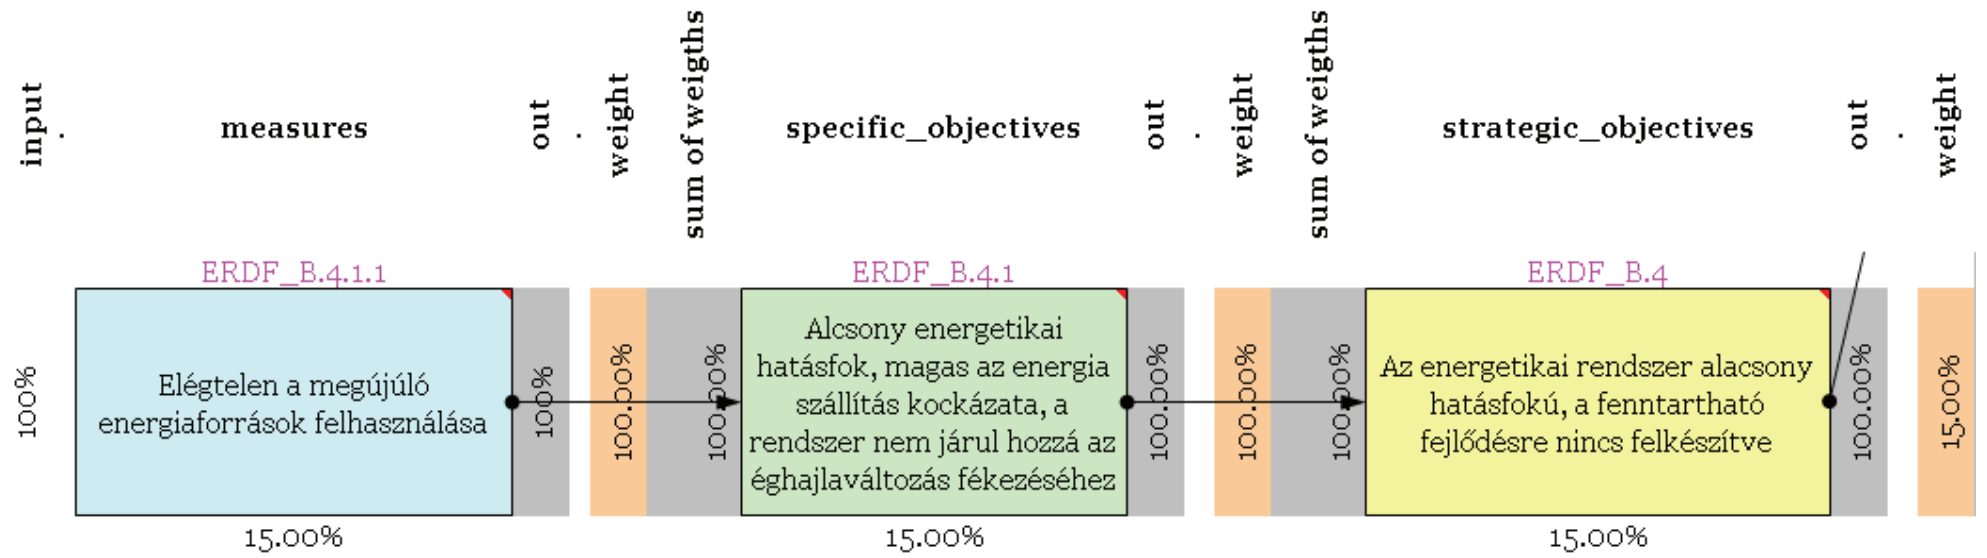 input
.
measures
out
.
weight
sum of weigths
specific_objectives
out
.
weight
sum of weigths
strategic_objectives
out
.
weight
ERDF_B.4.1.1
ERDF_B.4.1
ERDF_B.4
100%
Elégtelen a megújúló
energiaforrások felhasználása
100%
100.00%
100.00%
Alcsony energetikai
hatásfok, magas az energia
szállítás kockázata, a
rendszer nem járul hozzá az
éghajlaváltozás fékezéséhez
100.00%
100.00%
100.00%
Az energetikai rendszer alacsony
hatásfokú, a fenntartható
fejlődésre nincs felkészítve
100.00%
15.00%
15.00%
15.00%
15.00%